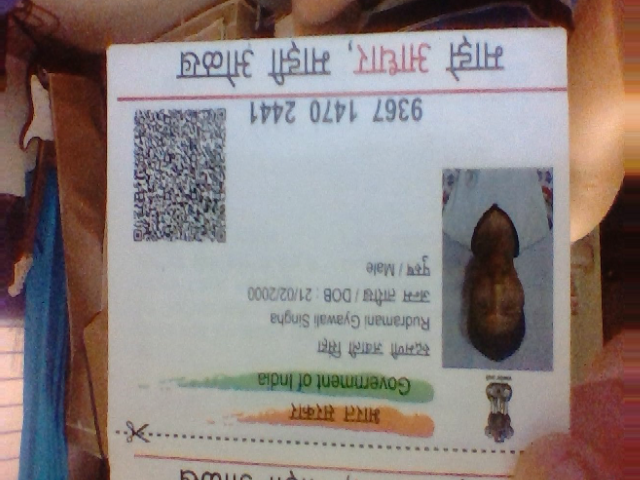 भारत सरकार
Government of India
रुद्रमणी ज्ञवाली सिंहा
Rudramani Gyawali Singha
जन्म तारीख / DOB : 21/02/2000
पुरुष / Male
9367 1470 2441
माझे आधार, माझी ओळख